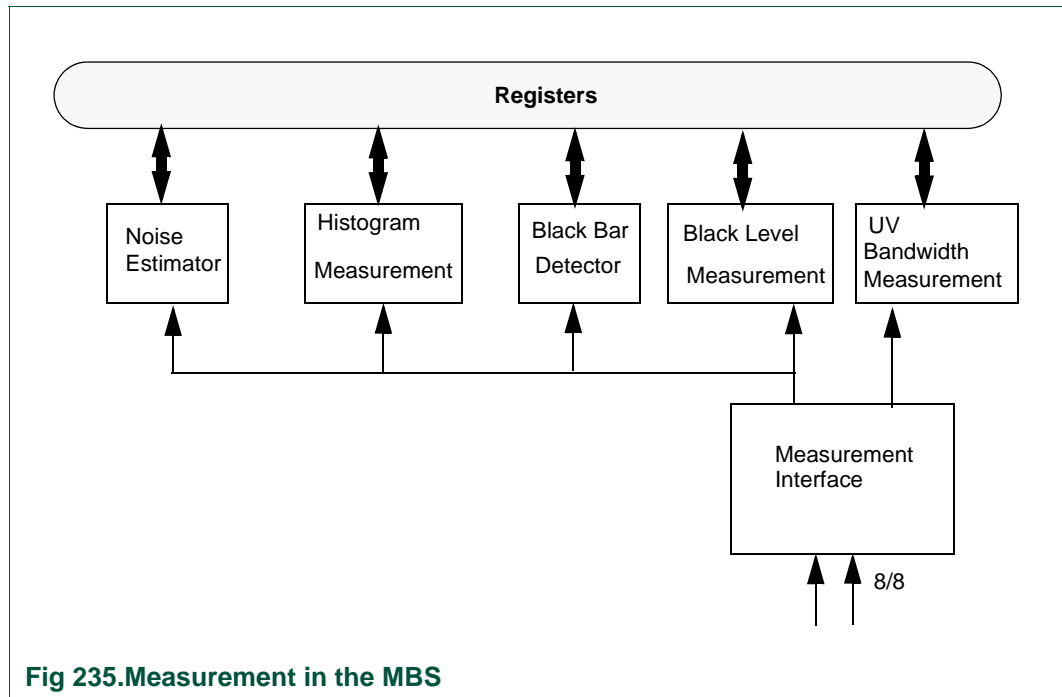 Registers
Noise
Estimator
Histogram
Measurement
Black Bar
Detector
Black Level
Measurement
UV
Bandwidth
Measurement
Measurement
Interface
8/8
Fig 235.Measurement in the MBS